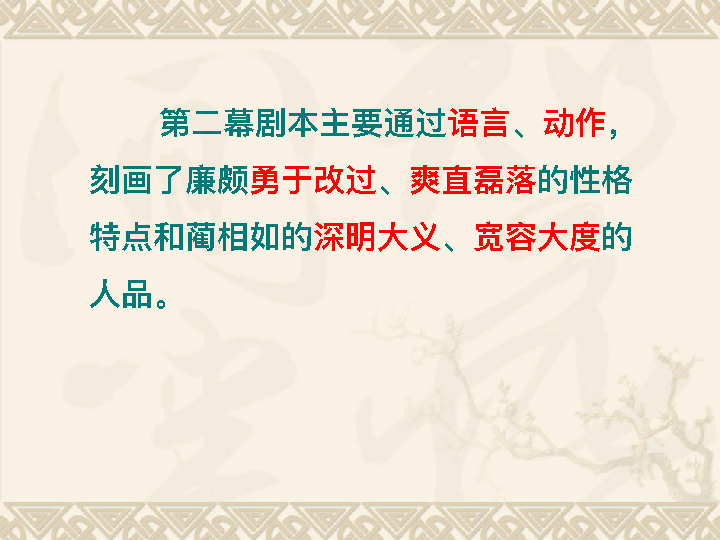 第二幕剧本主要通过语言、动作，
刻画了廉颇勇于改过、爽直磊落的性格
特点和蔺相如的深明大义、宽容大度的
人品。